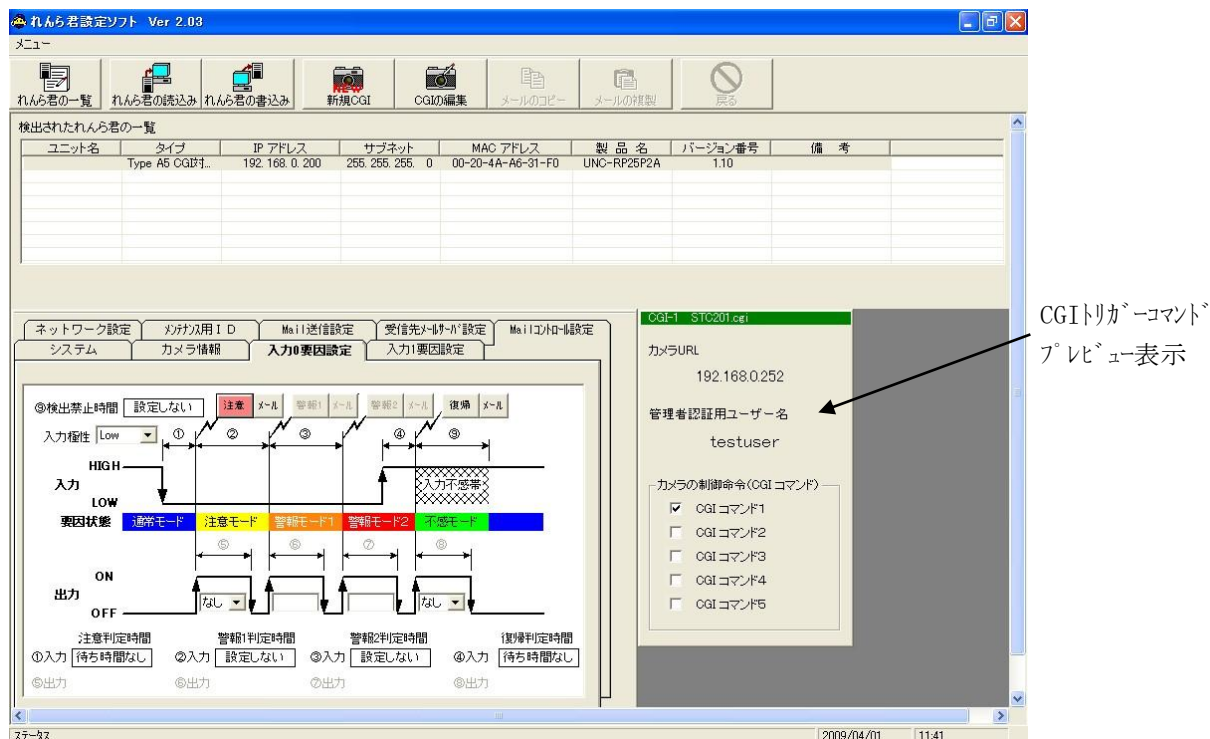 れんら君設定ソフト Ver 2.03
メニュー
れんら君の一覧 れんら君の読込み れんら君の書込み 新規CGI CGIの編集 メールのコピー メールの複製 戻る
検出されたれんら君の一覧
ユニット名 タイプ IP アドレス サブネット MAC アドレス 製 品 名 バージョン番号 備 考
Type A5 CGI対... 192. 168. 0. 200 255. 255. 255. 0 00-20-4A-A6-31-F0 UNC-RP25P2A 1.10
CGIトリガーコマンド
プレビュー表示
ネットワーク設定 メンテナンス用ID Mail送信設定 受信先メールサーバ設定 Mailコントロール設定
システム カメラ情報 入力0要因設定 入力1要因設定
⑨検出禁止時間 設定しない 注意 メール 警報1 メール 警報2 メール 復帰 メール
入力極性 Low ① ② ③ ④ ⑨
HIGH
入力 入力不感帯
LOW
要因状態 通常モード 注意モード 警報モード1 警報モード2 不感モード
⑤ ⑥ ⑦ ⑧
ON
出力 なし なし
OFF
注意判定時間 警報1判定時間 警報2判定時間 復帰判定時間
①入力 待ち時間なし ②入力 設定しない ③入力 設定しない ④入力 待ち時間なし
⑤出力 ⑥出力 ⑦出力 ⑧出力
CGI-1 STC201.cgi
カメラURL
192.168.0.252
管理者認証用ユーザー名
testuser
カメラの制御命令(CGIコマンド)
CGIコマンド1
CGIコマンド2
CGIコマンド3
CGIコマンド4
CGIコマンド5
ステータス 2009/04/01 11:41